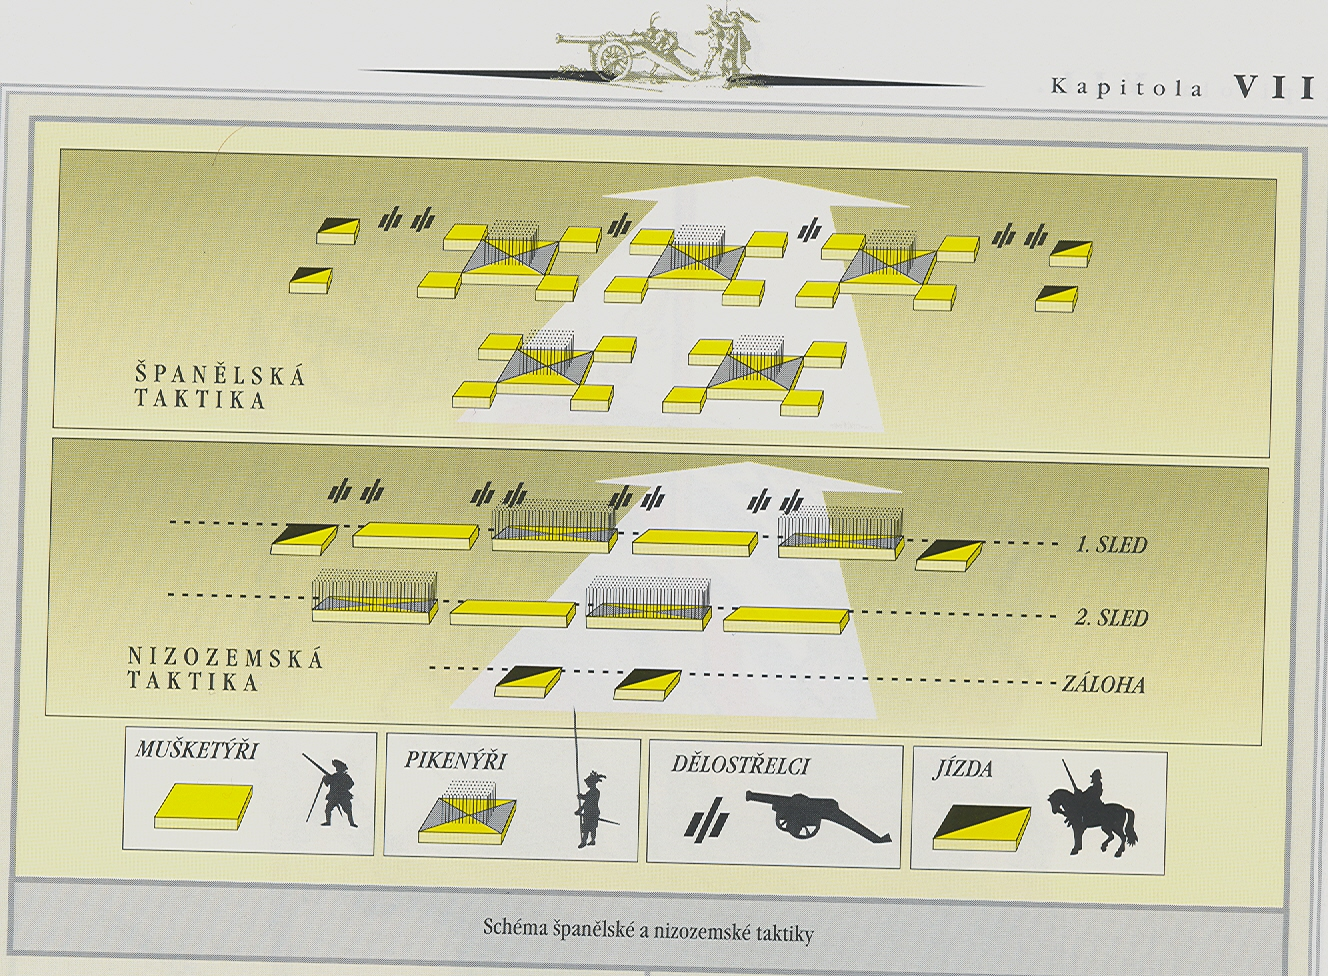 Kapitola VII
ŠPANĚLSKÁ
TAKTIKA
1. SLED
2. SLED
NIZOZEMSKÁ
TAKTIKA
ZÁLOHA
MUŠKETÝŘI
PIKENÝŘI
DĚLOSTŘELCI
JÍZDA
Schéma španělské a nizozemské taktiky